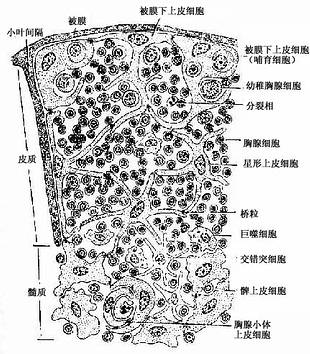 被膜
被膜下上皮细胞
小叶间隔
被膜下上皮细胞
(哺育细胞)
幼稚胸腺细胞
分裂相
胸腺细胞
星形上皮细胞
皮质
桥粒
巨噬细胞
交错突细胞
髓质
髀上皮细胞
胸腺小体
上皮细胞